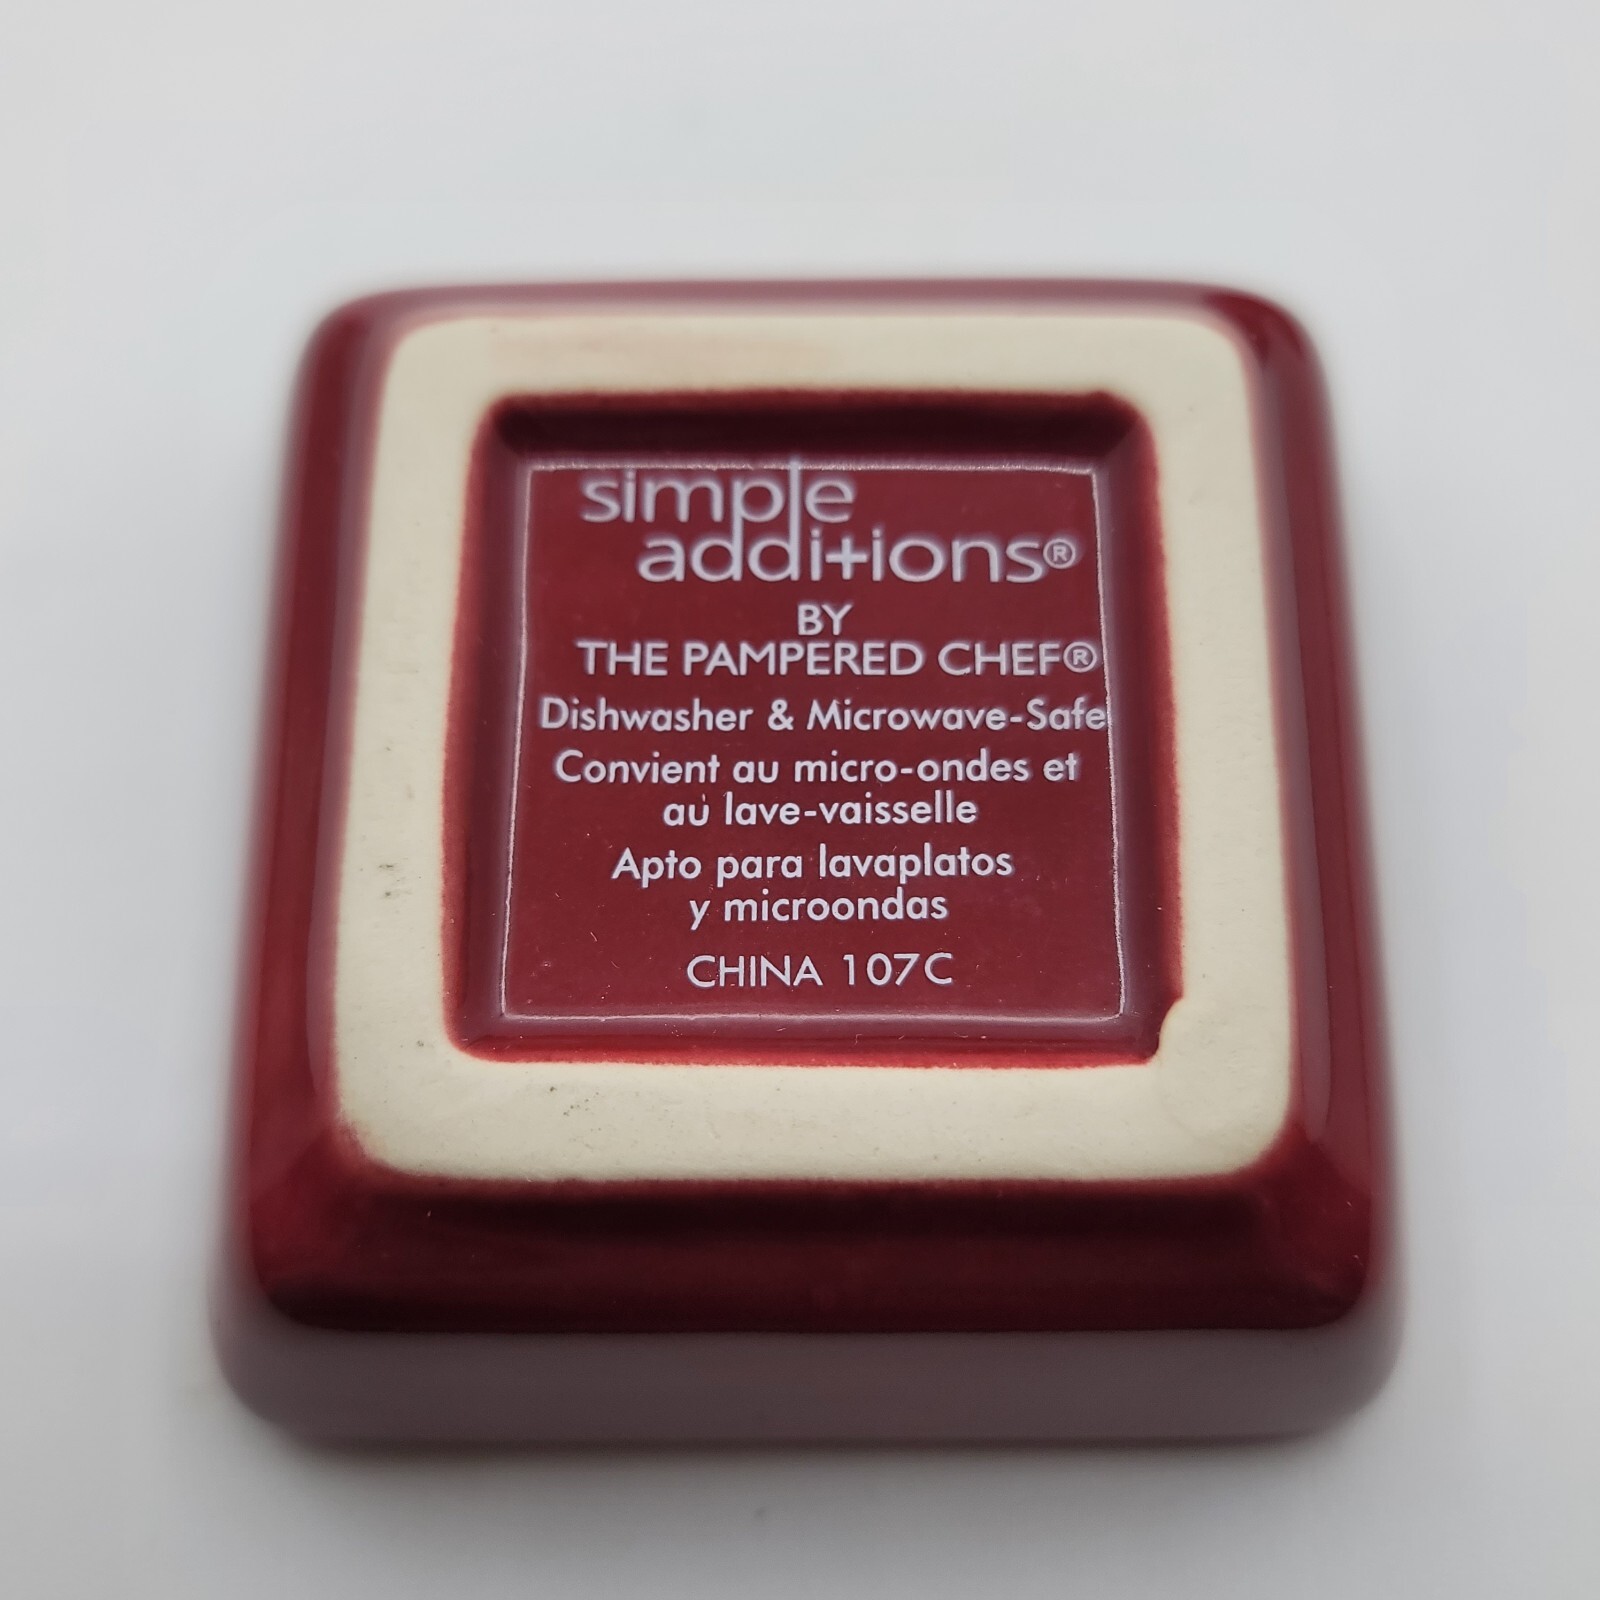 simple
additions®
BY
THE PAMPERED CHEF®
Dishwasher & Microwave-Safe
Convient au micro-ondes et
au lave-vaisselle
Apto para lavaplatos
y microondas
CHINA 107C